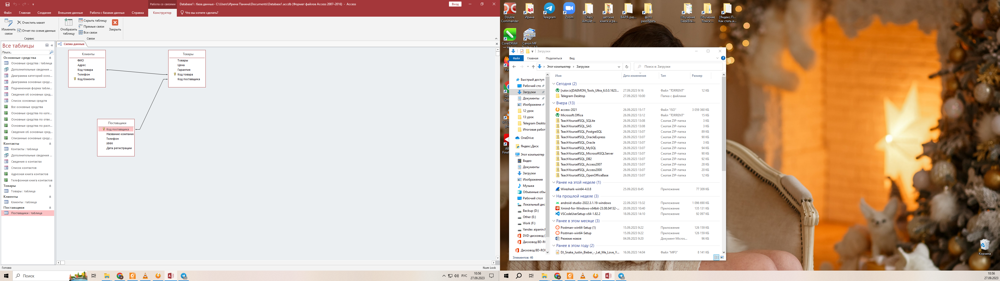 Работа со связями
Database1 : база данных- C:\Users\Ирина Панина\Documents\Database1.accdb (Формат файлов Access 2007–2016) - Access
Вход
Файл
Главная
Создание
Внешние данные
Работа с базами данных
Справка
Конструктор
Что вы хотите сделать?
Изменить связи
Очистить макет
Отчет по схеме данных
Сервис
Отобразить таблицу
Скрыть таблицу
Прямые связи
Все связи
Связи
Закрыть
Все таблицы
Поиск...
Основные средства
Основные средства : таблица
Дополнительные сведения ...
Диаграмма категорий осно...
Диаграмма основных средс...
Подчиненная форма табли...
Сведения об основных сред...
Список основных средств
Все основные средства
Основные средства по кате...
Основные средства по отве...
Основные средства по расп...
Сведения об основных сред...
Списанные основные средс...
Контакты
Контакты : таблица
Дополнительные сведения ...
Сведения о контактах
Список контактов
Адресная книга контактов
Телефонная книга контактов
Товары
Товары : таблица
Клиенты
Клиенты : таблица
Поставщики
Поставщики : таблица
Схема данных
Клиенты
ФИО
Адрес
Код товара
Телефон
Код Клиента
Товары
Товары
Цена
Гарантия
Код товара
Код поставщика
Поставщики
Код поставщика
Название компани
Телефон
ИНН
Дата регистрации
Готово
Num Lock
Поиск
РУС
10:56
27.09.2023
Double Commander
Ирина
Telegram
Zoom
Chery Amulet ...
детские книги и ра...
ВАРЯ-раз...
фото разобрать
Обучение GeekBrai...
Обучение Томск ...
[Яндекс.П... Как стать и...
CorelDRAW
Canon MF
Загрузки
Файл
Главная
Поделиться
Вид
Этот компьютер
Загрузки
Поиск в: Загрузки
Быстрый доступ
Рабочий сто.
Загрузки
Документы
Изображени
12 урок
13 урок
Telegram Deskto
Итоговая работ
OneDrive
Яндекс.Диск
Этот компьютер
Видео
Документы
Загрузки
Изображения
Музыка
Объемные объ
Рабочий стол
Локальный дис
Backup (D:)
Other (E:)
Work (F:)
Yandex aipanin.f
DVD-дисковод (
Дисковод BD-RO
Дисковод BD-ROI
Имя
Дата изменения
Тип
Размер
Сегодня (2)
[rutor.is]DAEMON_Tools_Ultra_6.0.0.1623... 27.09.2023 9:16 Файл "TORRENT" 12 КБ
Telegram Desktop 27.09.2023 10:00 Папка с файлами
Вчера (13)
access-2021 26.09.2023 15:17 Файл "ISO" 3 059 360 КБ
Microsoft.Office 26.09.2023 13:12 Файл "TORRENT" 15 КБ
TeachYourselfSQL_SQLite 26.09.2023 13:08 Сжатая ZIP-папка 3 КБ
TeachYourselfSQL_SAS 26.09.2023 13:08 Сжатая ZIP-папка 3 КБ
TeachYourselfSQL_PostgreSQL 26.09.2023 13:07 Сжатая ZIP-папка 89 КБ
TeachYourselfSQL_OracleExpress 26.09.2023 13:07 Сжатая ZIP-папка 90 КБ
TeachYourselfSQL_Oracle 26.09.2023 13:07 Сжатая ZIP-папка 3 КБ
TeachYourselfSQL_MySQL 26.09.2023 13:07 Сжатая ZIP-папка 94 КБ
TeachYourselfSQL_MicrosoftSQLServer 26.09.2023 13:07 Сжатая ZIP-папка 90 КБ
TeachYourselfSQL_DB2 26.09.2023 13:07 Сжатая ZIP-папка 92 КБ
TeachYourselfSQL_Access2007 26.09.2023 13:07 Сжатая ZIP-папка 28 КБ
TeachYourselfSQL_Access2000 26.09.2023 13:07 Сжатая ZIP-папка 20 КБ
TeachYourselfSQL_OpenOfficeBase 26.09.2023 13:07 Сжатая ZIP-папка 12 КБ
Ранее на этой неделе (1)
Wireshark-win64-4.0.8 25.09.2023 8:45 Приложение 77 309 КБ
На прошлой неделе (3)
android-studio-2022.3.1.19-windows 22.09.2023 15:32 Приложение 1 096 690 КБ
Xmind-for-Windows-x64bit-23.08.04132-... 20.09.2023 10:40 Приложение 135 131 КБ
VSCodeUserSetup-x64-1.82.2 18.09.2023 14:10 Приложение 92 097 КБ
Ранее в этом месяце (3)
Postman-win64-Setup (1) 15.09.2023 9:22 Приложение 126 159 КБ
Postman-win64-Setup 15.09.2023 9:22 Приложение 126 159 КБ
Резюме новое 04.09.2023 9:20 Документ Micros... 96 КБ
Ранее в этом году (2)
DJ_Snake_Justin_Bieber_-_Let_Me_Love_Y... 16.06.2023 14:04 Файл "MP3" 8 141 КБ
Элементов: 46
Корзина
10:56
27.09.2023